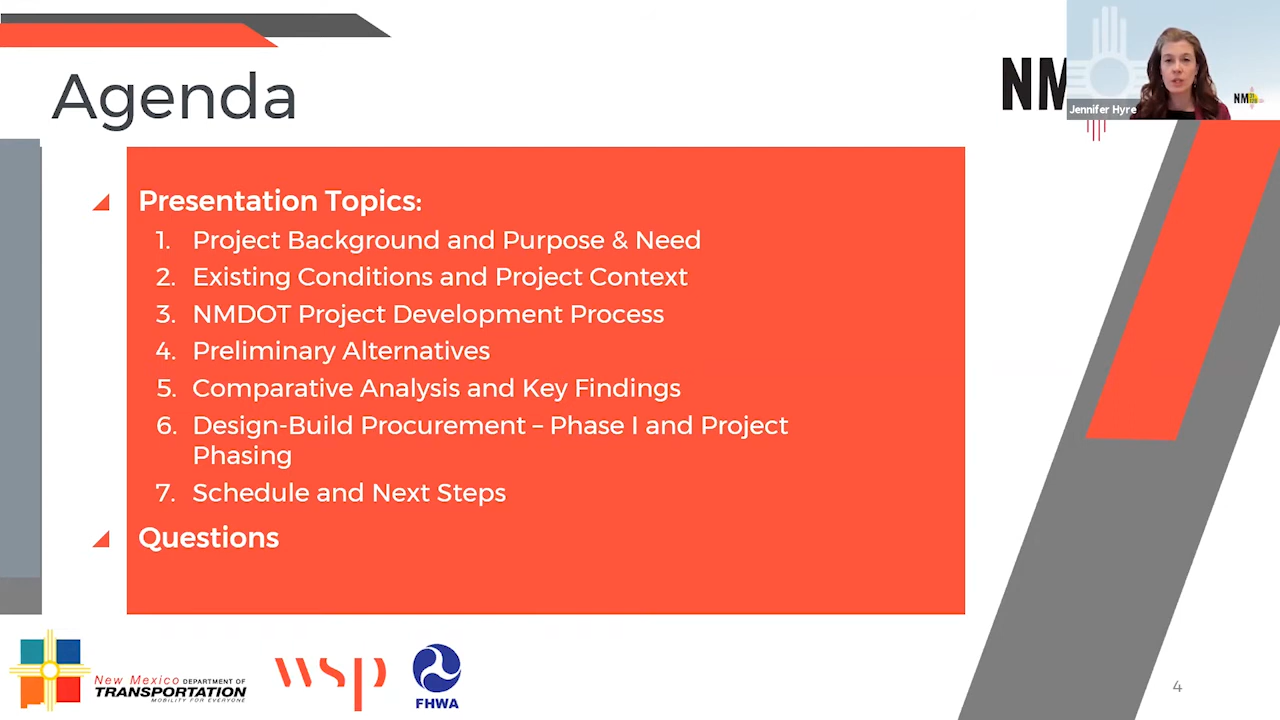 Agenda
NM
Jennifer Hyre
NM
Presentation Topics:
1. Project Background and Purpose & Need
2. Existing Conditions and Project Context
3. NMDOT Project Development Process
4. Preliminary Alternatives
5. Comparative Analysis and Key Findings
6. Design-Build Procurement – Phase I and Project
Phasing
7. Schedule and Next Steps
Questions
New Mexico DEPARTMENT OF
TRANSPORTATION
MOBILITY FOR EVERYONE
wsp
FHWA
4